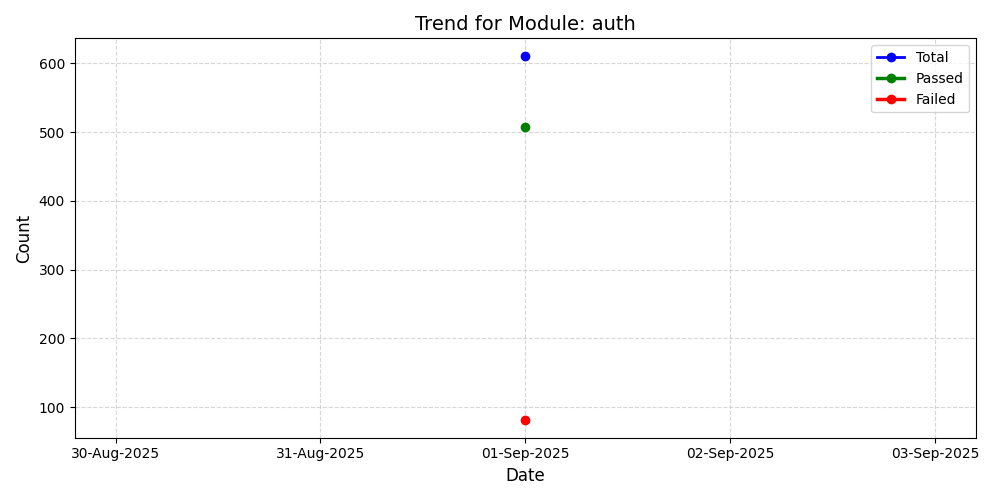 Trend for Module: auth
Total
Passed
Failed
600
500
400
300
200
100
Count
30-Aug-2025
31-Aug-2025
01-Sep-2025
02-Sep-2025
03-Sep-2025
Date